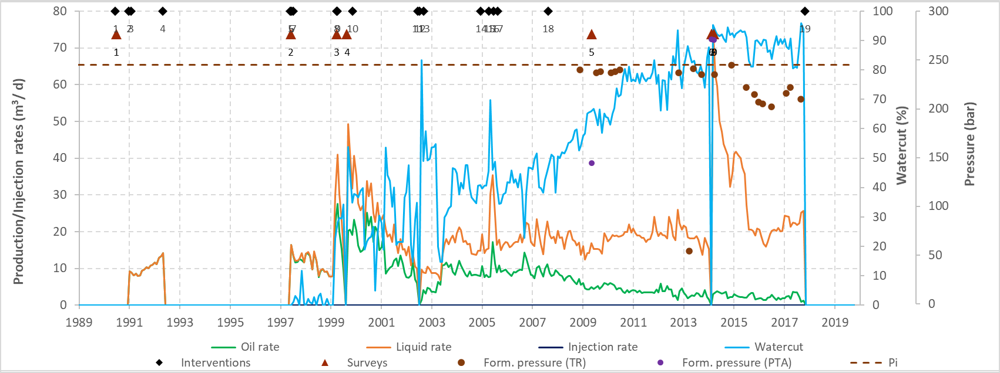 80 100 300
1 2 3 4 5 7 8 9 10 11 12 13 14 15 16 17 18 19
70 90 250
1 2 3 4 5 6 8 9
60 80 200
50 70 150
40 60 100
30 50 50
20 40 0
10 30
0 20
10
0
Production/Injection rates (m³/ d)
Watercut (%)
Pressure (bar)
1989 1991 1993 1995 1997 1999 2001 2003 2005 2007 2009 2011 2013 2015 2017 2019
Oil rate Liquid rate Injection rate Watercut
Interventions Surveys Form. pressure (TR) Form. pressure (PTA) Pi